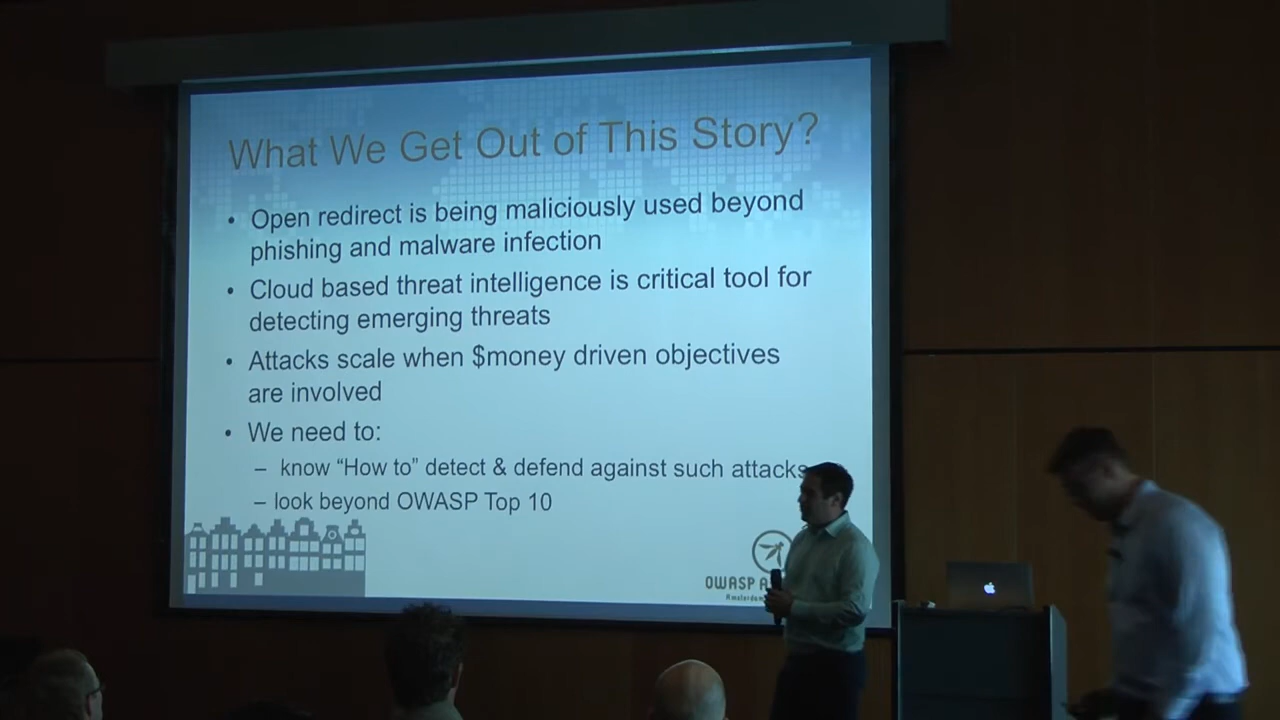 What We Get Out of This Story?
• Open redirect is being maliciously used beyond
phishing and malware infection
• Cloud based threat intelligence is critical tool for
detecting emerging threats
• Attacks scale when $money driven objectives
are involved
• We need to:
– know “How to” detect & defend against such attacks
– look beyond OWASP Top 10
OWASP
Amsterdam